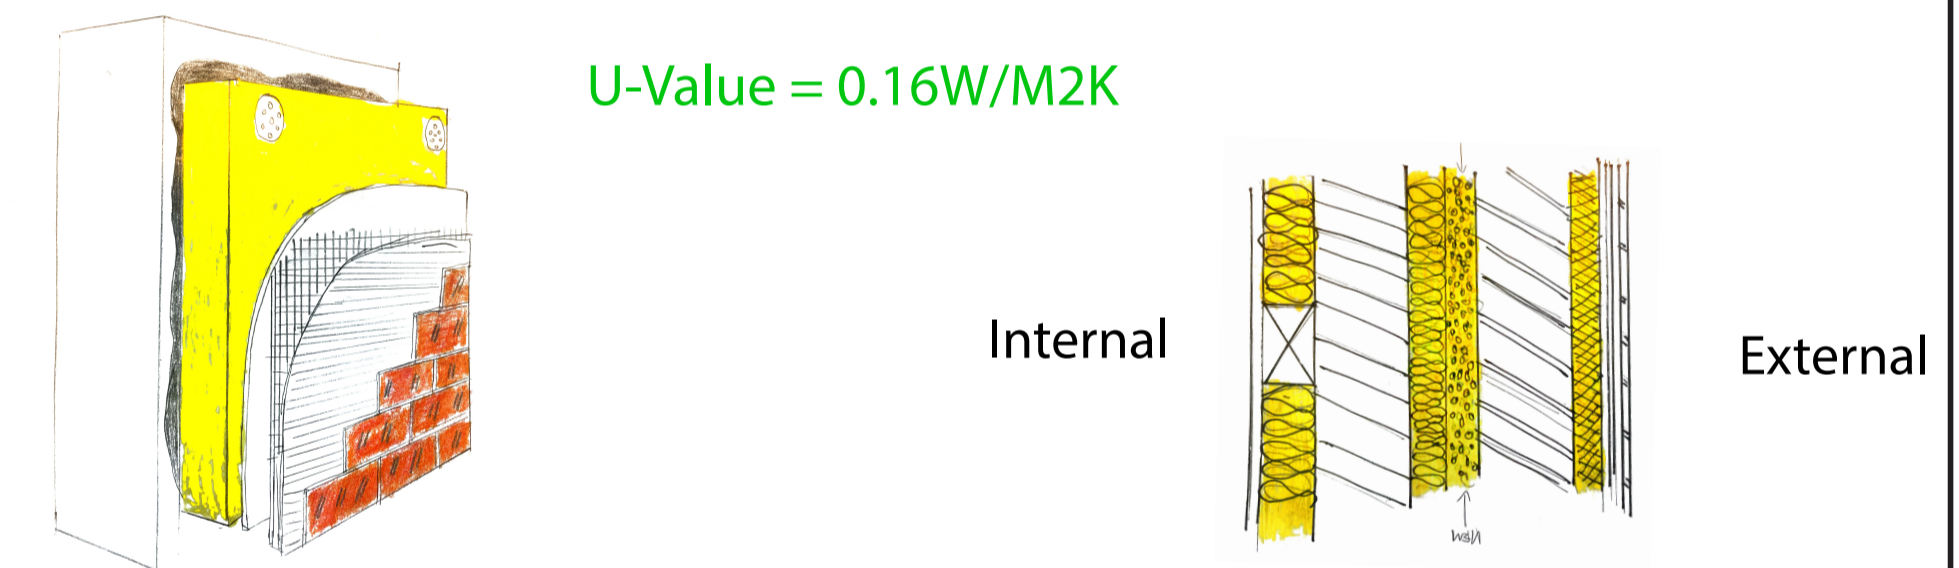 U-Value = 0.16W/M2K
Internal
External